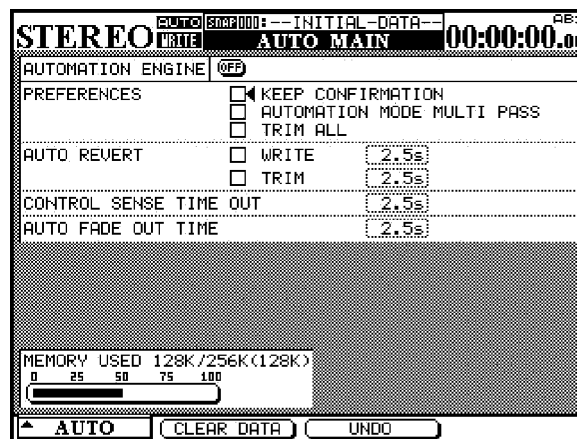 STEREO AUTO WRITE SNAP000:--INITIAL-DATA-- AUTO MAIN 00:00:00.
AUTOMATION ENGINE OFF
PREFERENCES KEEP CONFIRMATION
AUTOMATION MODE MULTI PASS
TRIM ALL
AUTO REVERT WRITE 2.5s
TRIM 2.5s
CONTROL SENSE TIME OUT 2.5s
AUTO FADE OUT TIME 2.5s
MEMORY USED 128K/256K(128K)
0 25 50 75 100
AUTO CLEAR DATA UNDO